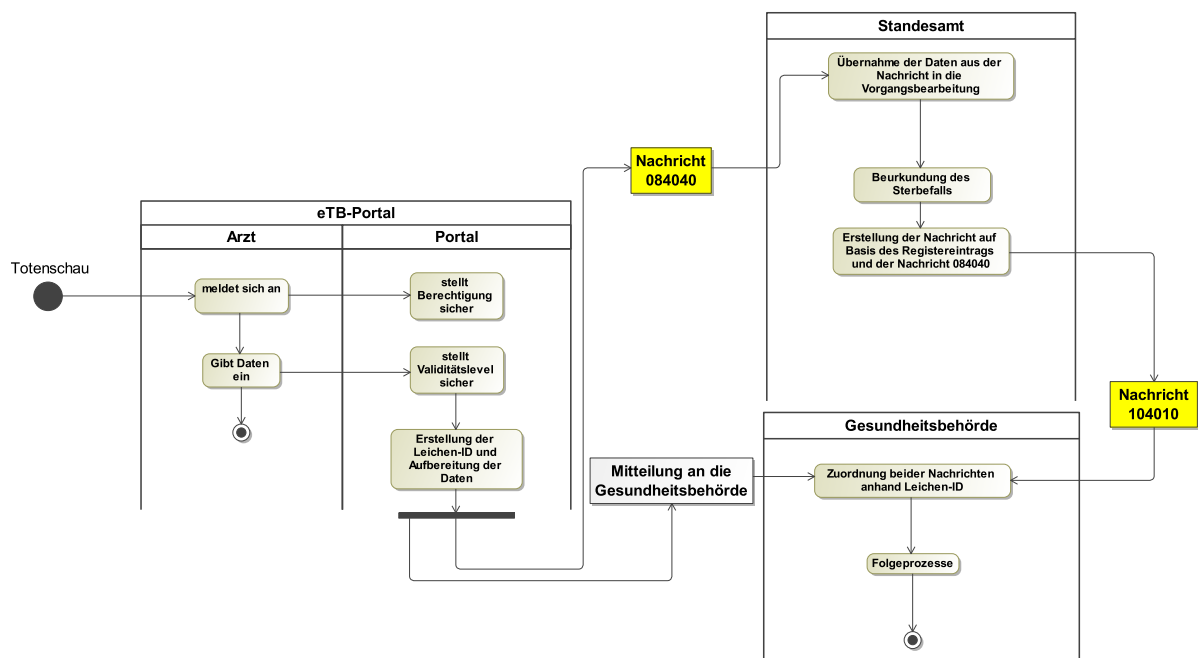 Standesamt
Übernahme der Daten aus der
Nachricht in die
Vorgangsbearbeitung
Nachricht
084040
Beurkundung des
Sterbefalls
Erstellung der Nachricht auf
Basis des Registereintrags
und der Nachricht 084040
eTB-Portal
Arzt
Portal
Totenschau
meldet sich an
stellt
Berechtigung
sicher
Gibt Daten
ein
stellt
Validitätslevel
sicher
Erstellung der
Leichen-ID und
Aufbereitung der
Daten
Nachricht
104010
Gesundheitsbehörde
Mitteilung an die
Gesundheitsbehörde
Zuordnung beider Nachrichten
anhand Leichen-ID
Folgeprozesse